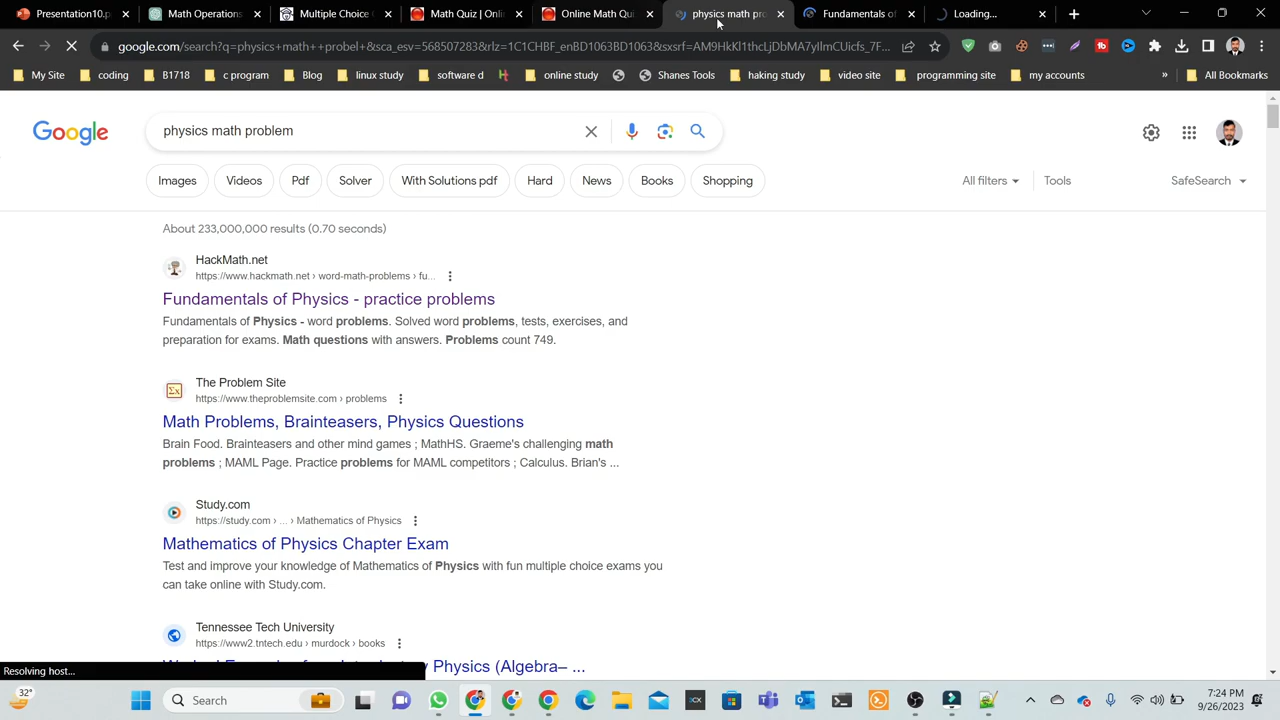 Presentation10.p
Math Operations
Multiple Choice
Math Quiz | Onli
Online Math Qui
physics math pro
Fundamentals of
Loading...
google.com/search?q=physics+math++probel+&sca_esv=568507283&rlz=1C1CHBF_enBD1063BD1063&sxsrf=
My Site
coding
B1718
c program
Blog
linux study
software d
online study
Shanes Tools
haking study
video site
programming site
my accounts
»
All Bookmarks
Google
physics math problem
Images
Videos
Pdf
Solver
With Solutions pdf
Hard
News
Books
Shopping
All filters
Tools
SafeSearch
About 233,000,000 results (0.70 seconds)
HackMath.net
https://www.hackmath.net › word-math-problems › fu...
Fundamentals of Physics - practice problems
Fundamentals of Physics - word problems. Solved word problems, tests, exercises, and
preparation for exams. Math questions with answers. Problems count 749.
The Problem Site
https://www.theproblemsite.com › problems
Math Problems, Brainteasers, Physics Questions
Brain Food. Brainteasers and other mind games ; MathHS. Graeme's challenging math
problems ; MAML Page. Practice problems for MAML competitors ; Calculus. Brian's ...
Study.com
https://study.com › ... › Mathematics of Physics
Mathematics of Physics Chapter Exam
Test and improve your knowledge of Mathematics of Physics with fun multiple choice exams you
can take online with Study.com.
Tennessee Tech University
https://www2.tntech.edu › murdock › books
Physics (Algebra– ...
Resolving host...
32°
Search
7:24 PM
9/26/2023